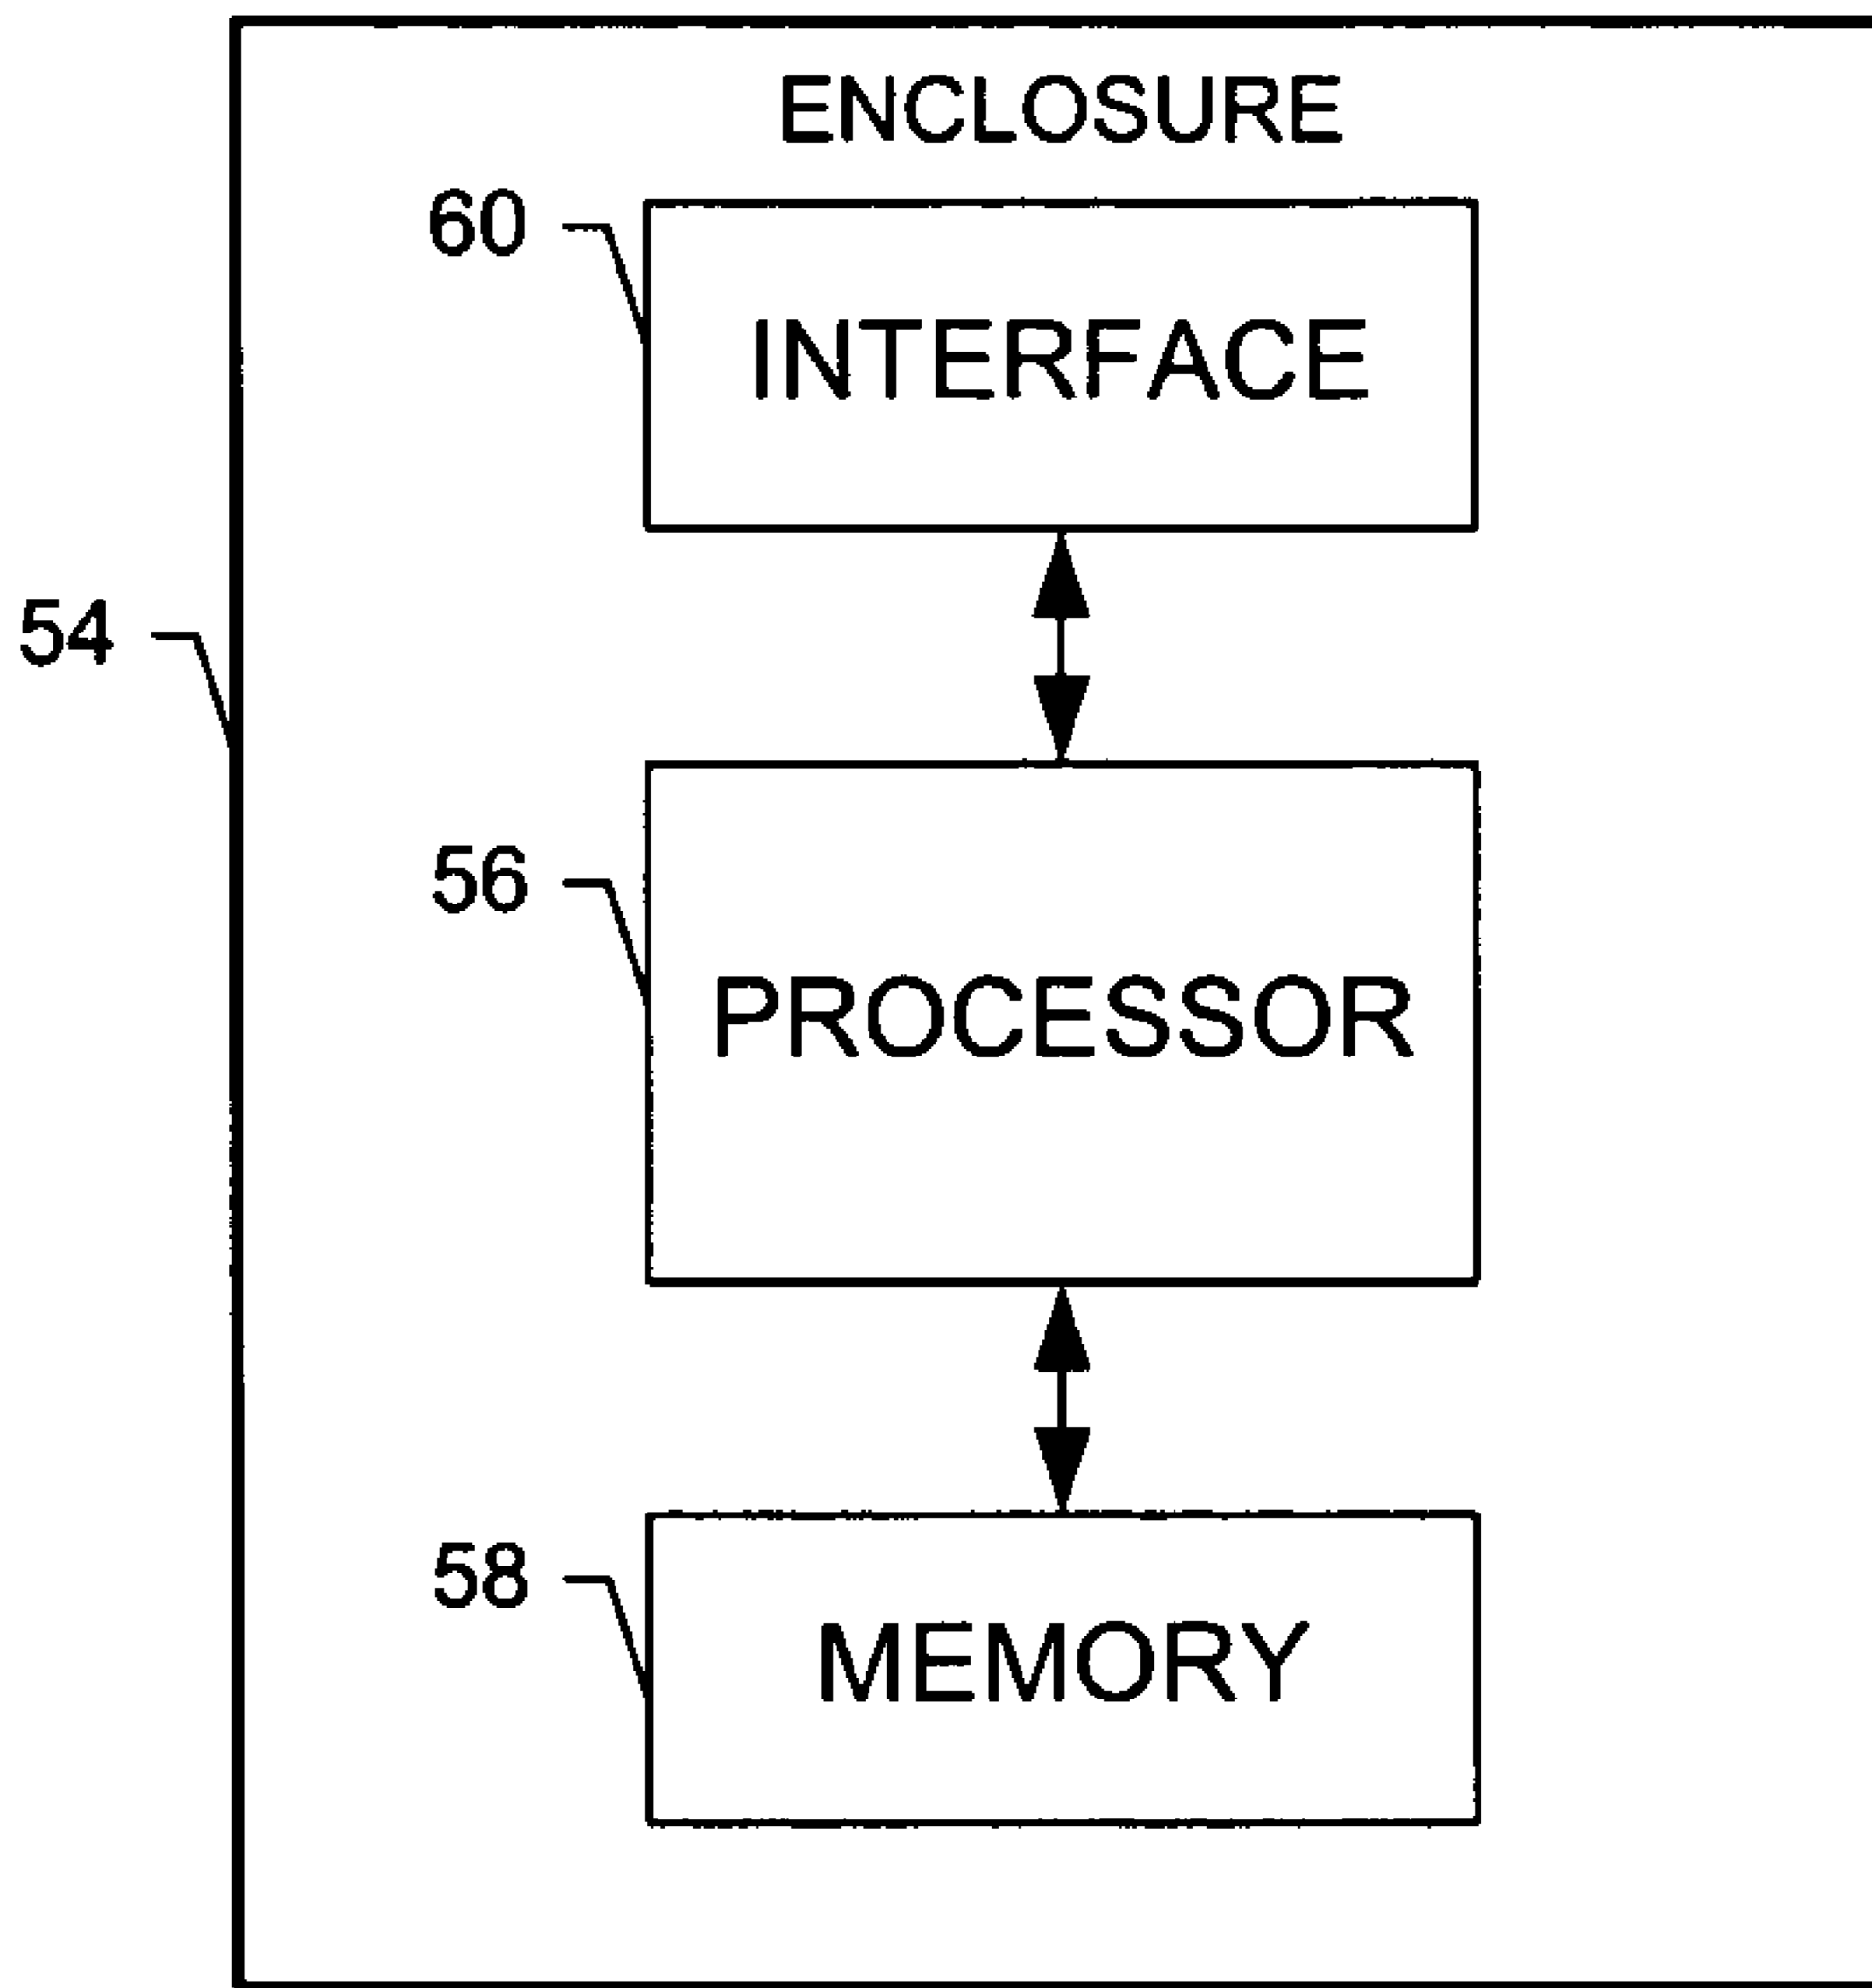 ENCLOSURE
60
INTERFACE
54
56
PROCESSOR
58
MEMORY